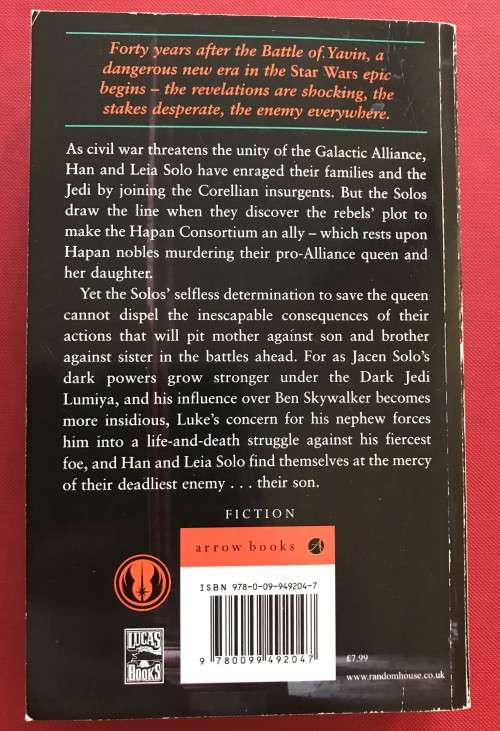 Forty years after the Battle of Yavin, a
dangerous new era in the Star Wars epic
begins – the revelations are shocking, the
stakes desperate, the enemy everywhere.
As civil war threatens the unity of the Galactic Alliance,
Han and Leia Solo have enraged their families and the
Jedi by joining the Corellian insurgents. But the Solos
draw the line when they discover the rebels’ plot to
make the Hapan Consortium an ally – which rests upon
Hapan nobles murdering their pro-Alliance queen and
her daughter.
Yet the Solos’ selfless determination to save the queen
cannot dispel the inescapable consequences of their
actions that will pit mother against son and brother
against sister in the battles ahead. For as Jacen Solo’s
dark powers grow stronger under the Dark Jedi
Lumiya, and his influence over Ben Skywalker becomes
more insidious, Luke’s concern for his nephew forces
him into a life-and-death struggle against his fiercest
foe, and Han and Leia Solo find themselves at the mercy
of their deadliest enemy . . . their son.
FICTION
arrow books
ISBN 978-0-09-949204-7
9 780099 492047
LUCAS
BOOKS
£7.99
www.randomhouse.co.uk